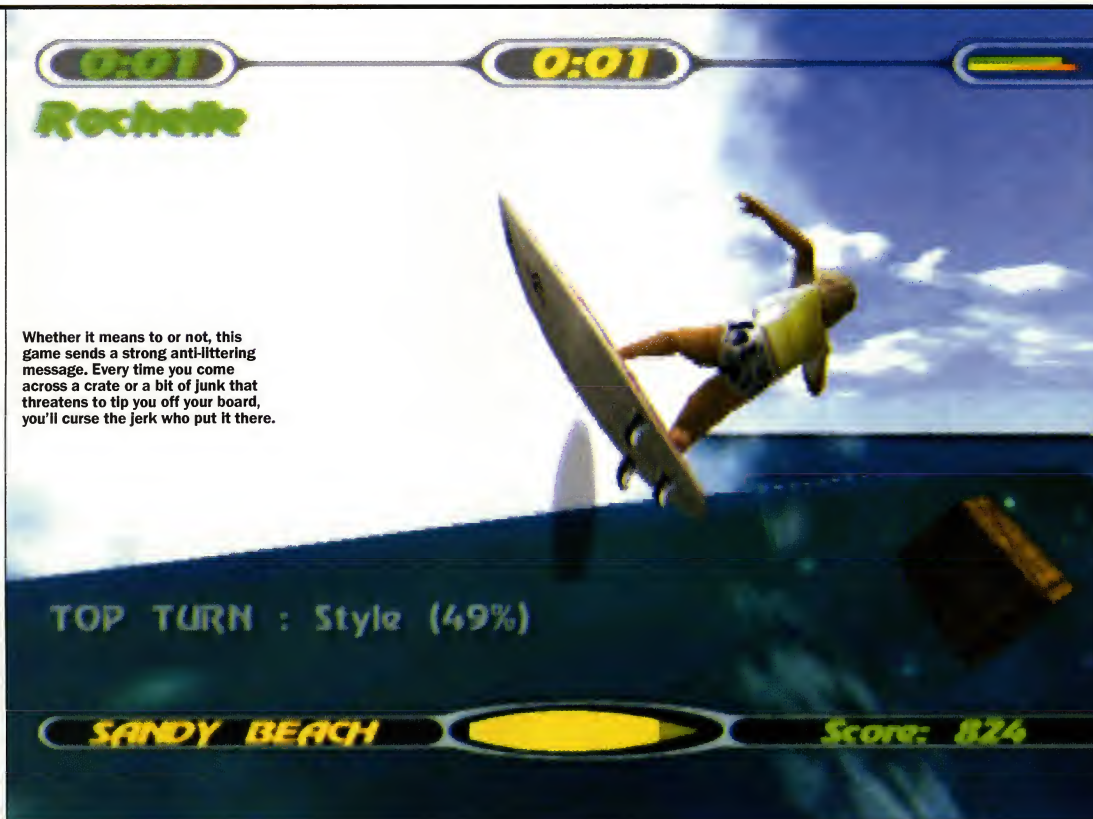 0:01
0:01
Rochelle
Whether it means to or not, this
game sends a strong anti-littering
message. Every time you come
across a crate or a bit of junk that
threatens to tip you off your board,
you'll curse the jerk who put it there.
TOP TURN : Style (49%)
SANDY BEACH
Score: 824